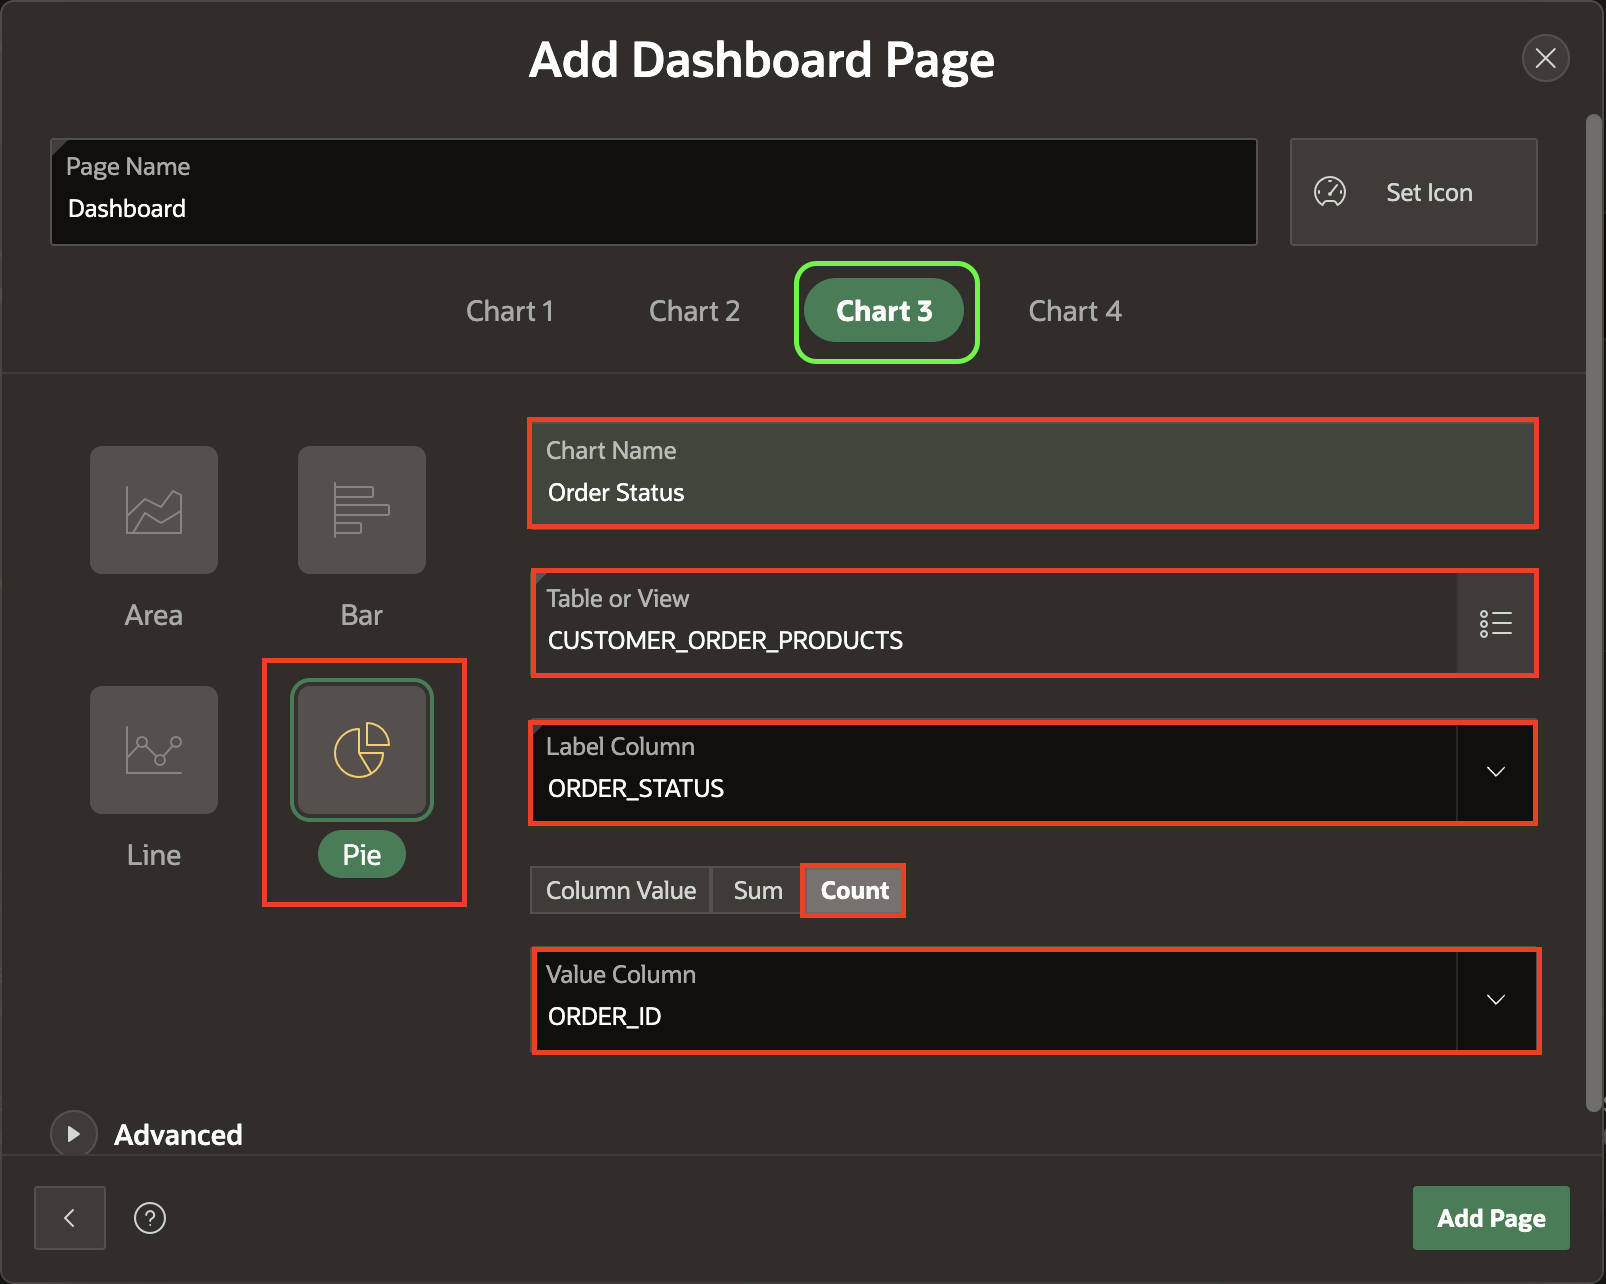 Add Dashboard Page
Page Name
Dashboard
Set Icon
Chart 1 Chart 2 Chart 3 Chart 4
Chart Name
Order Status
Area Bar
Table or View
CUSTOMER_ORDER_PRODUCTS
Label Column
ORDER_STATUS
Line Pie
Column Value Sum Count
Value Column
ORDER_ID
Advanced
?
Add Page